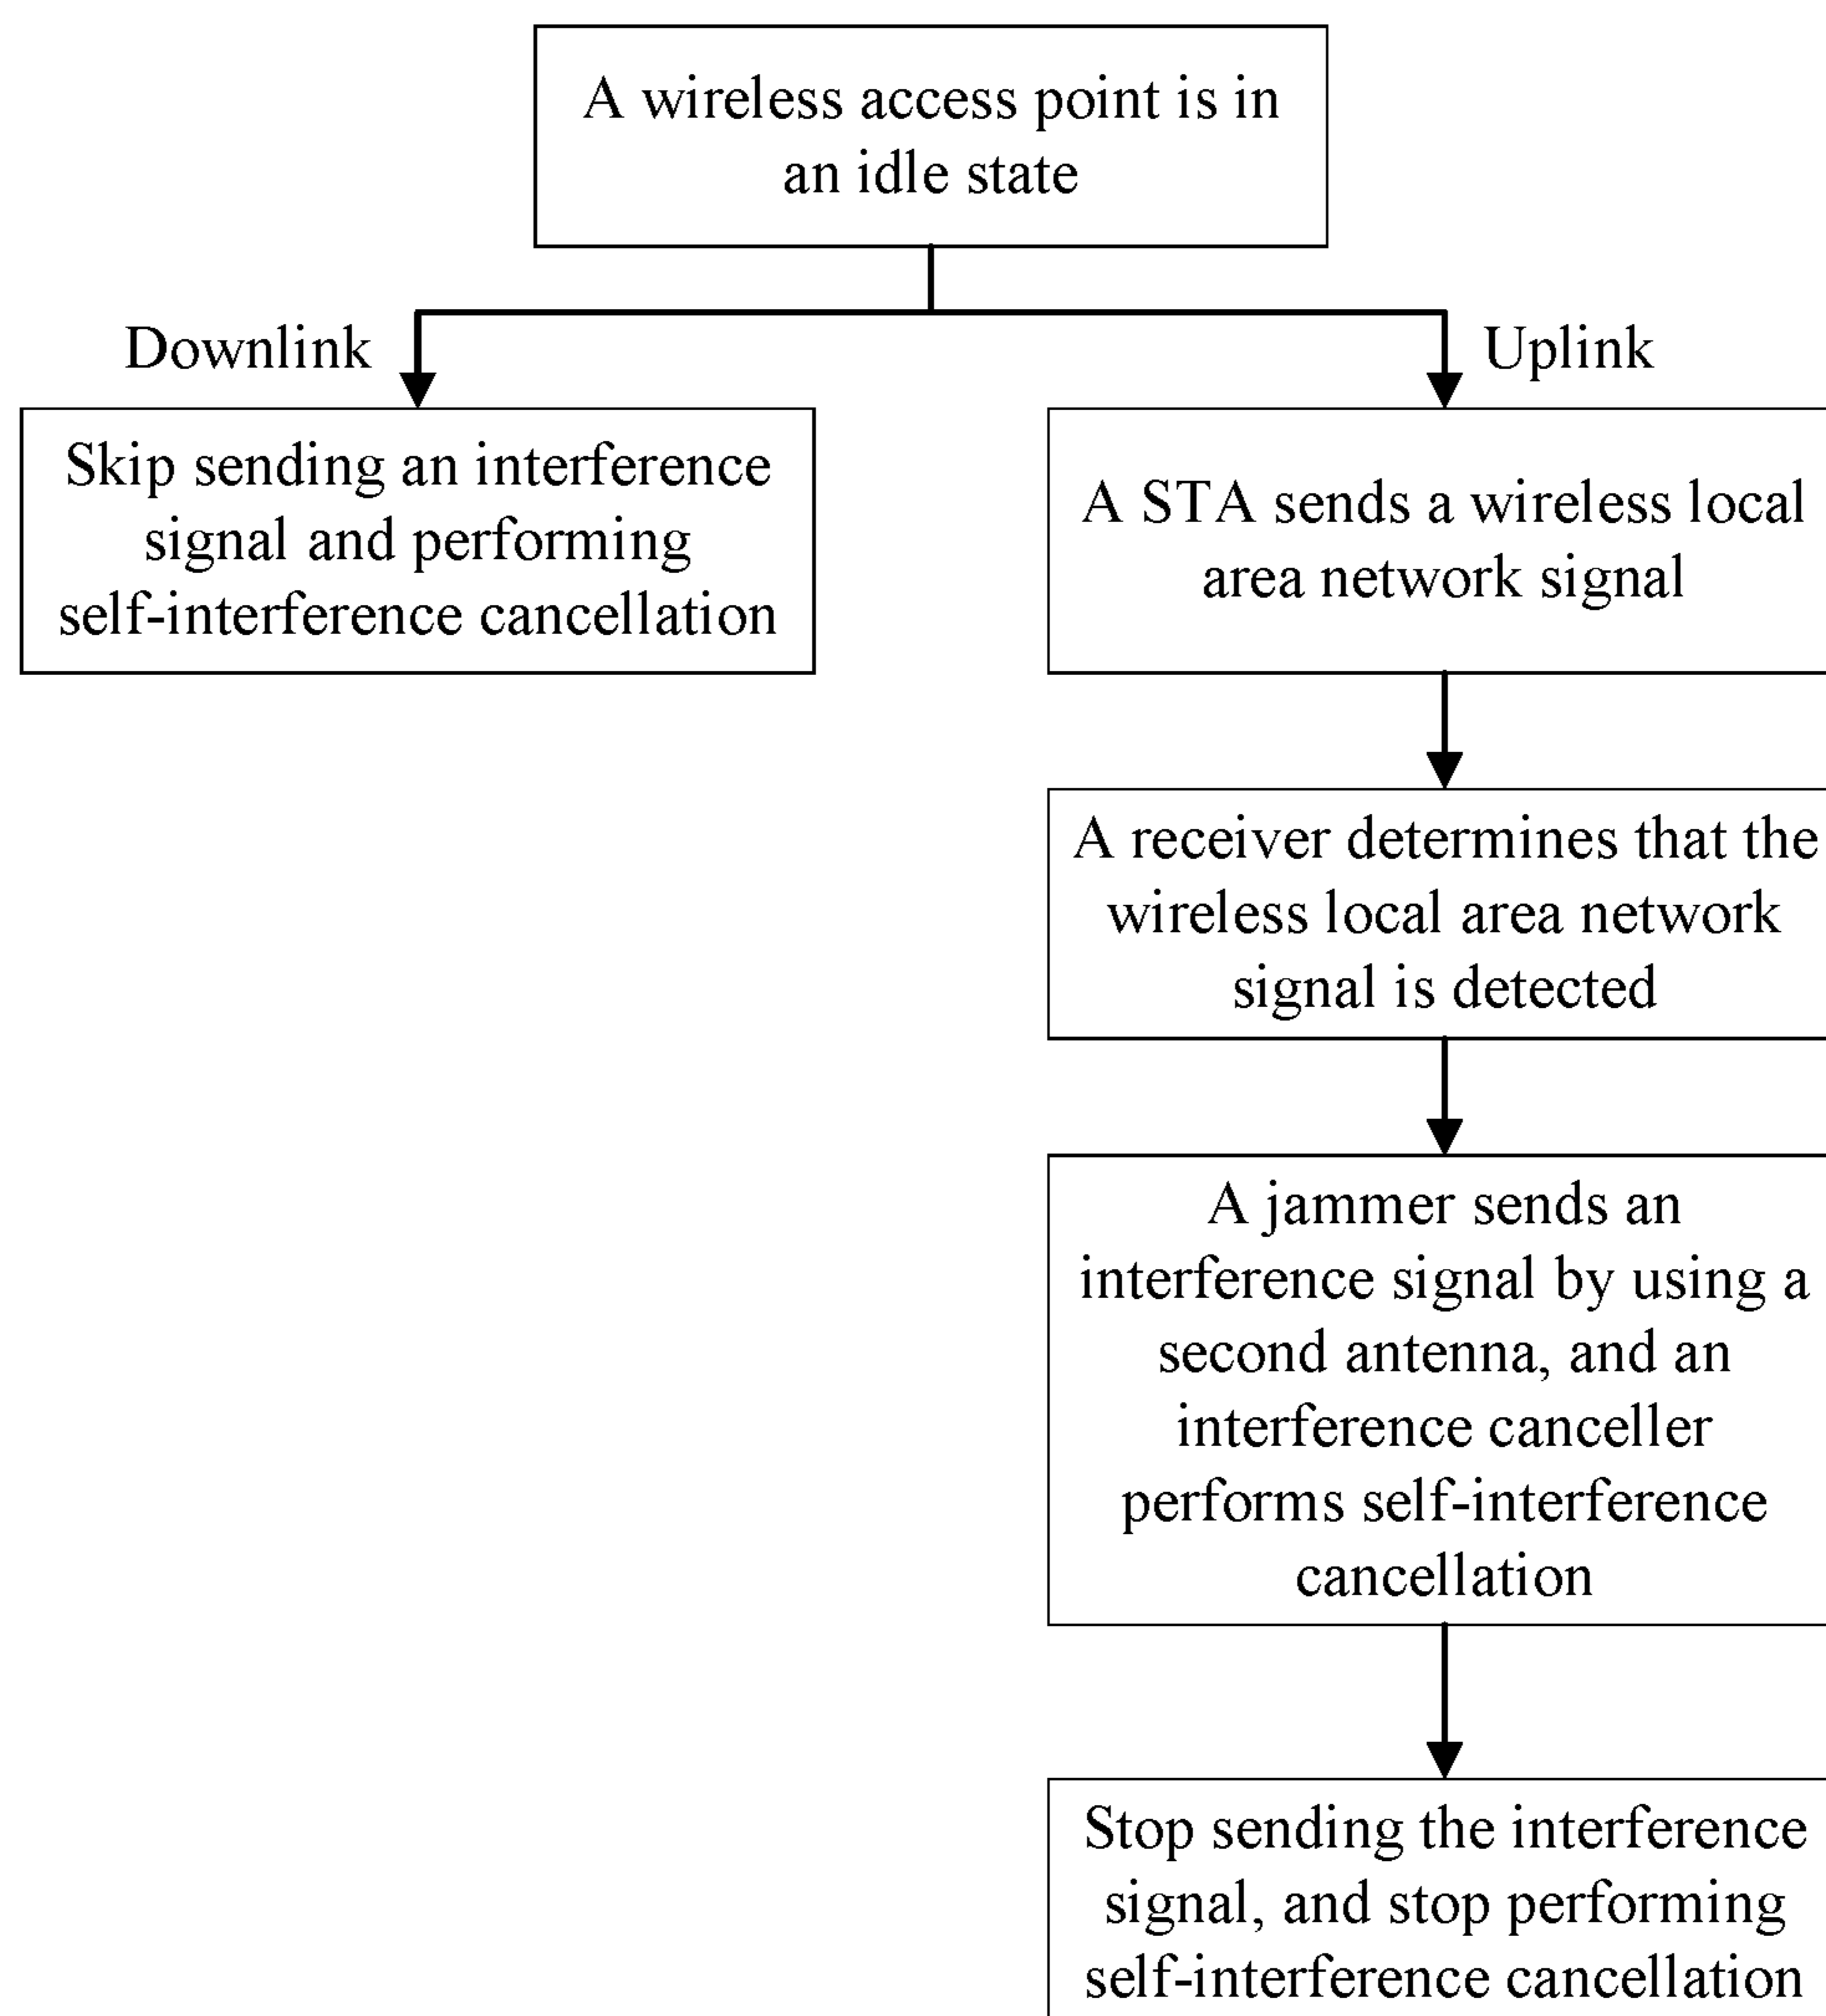 A wireless access point is in
an idle state
Downlink
Uplink
Skip sending an interference
signal and performing
self-interference cancellation
A STA sends a wireless local
area network signal
A receiver determines that the
wireless local area network
signal is detected
A jammer sends an
interference signal by using a
second antenna, and an
interference canceller
performs self-interference
cancellation
Stop sending the interference
signal, and stop performing
self-interference cancellation